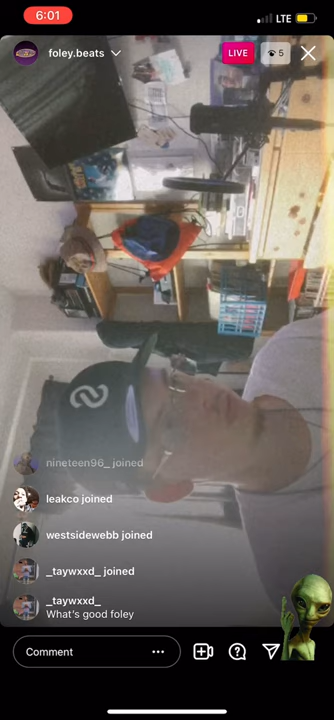 6:01
LTE
foley.beats
LIVE
5
nineteen96_ joined
leakco joined
westsidewebb joined
_taywxxd_ joined
_taywxxd_
What's good foley
Comment